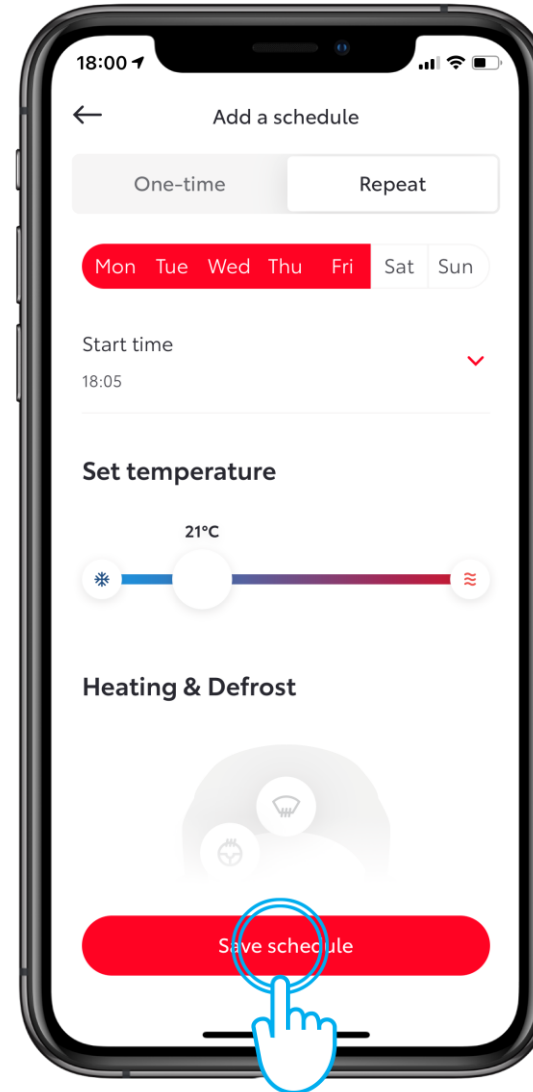 18:00
Add a schedule
One-time Repeat
Mon Tue Wed Thu Fri Sat Sun
Start time
18:05
Set temperature
21°C
Heating & Defrost
Save schedule